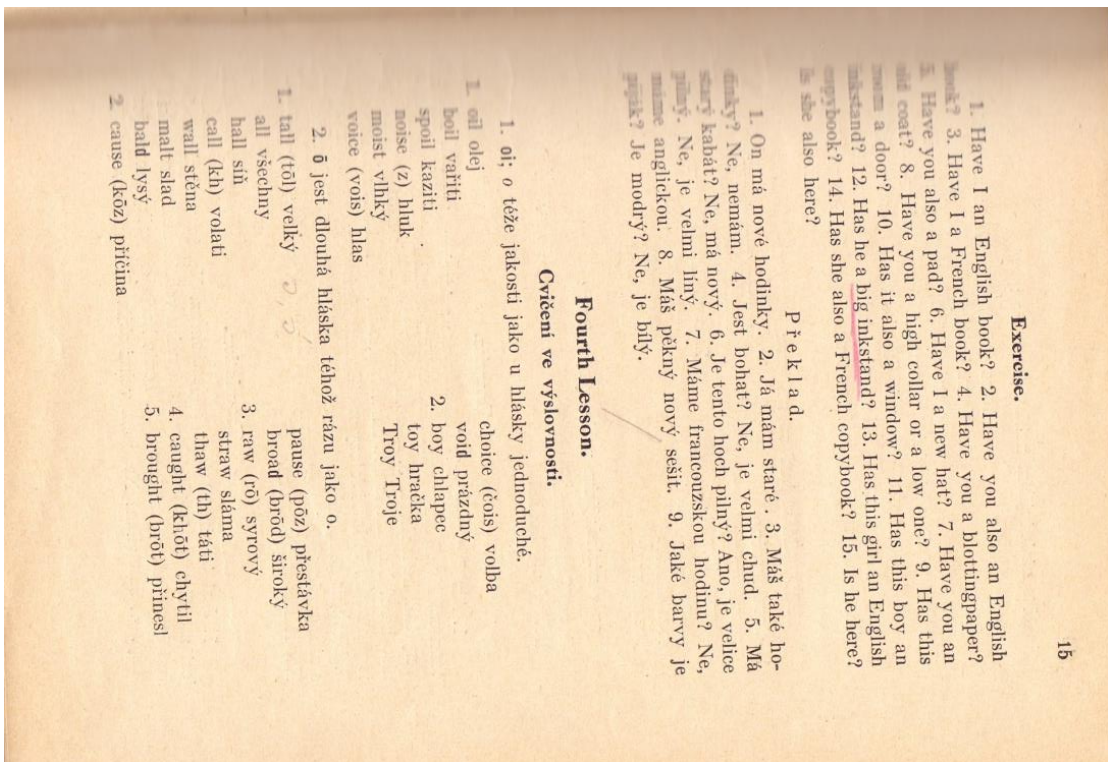 15
Exercise.
1. Have I an English book? 2. Have you also an English
book? 3. Have I a French book? 4. Have you a blottingpaper?
5. Have you also a pad? 6. Have I a new hat? 7. Have you an
old coat? 8. Have you a high collar or a low one? 9. Has this
room a door? 10. Has it also a window? 11. Has this boy an
inkstand? 12. Has he a big inkstand? 13. Has this girl an English
copybook? 14. Has she also a French copybook? 15. Is he here?
Is she also here?
Překlad.
1. On má nové hodinky. 2. Já mám staré . 3. Máš také ho-
dinky? Ne, nemám. 4. Jest bohat? Ne, je velmi chud. 5. Má
starý kabát? Ne, má nový. 6. Je tento hoch pilný? Ano, je velice
pilný. Ne, je velmi líný. 7. Máme francouzskou hodinu? Ne,
máme anglickou. 8. Máš pěkný nový sešit. 9. Jaké barvy je
piják? Je modrý? Ne, je bílý.
Fourth Lesson.
Cvičení ve výslovnosti.
1. oi; o téže jakosti jako u hlásky jednoduché.
1. oil olej
boil vařiti
spoil kaziti
noise (z) hluk
moist vlhký
voice (vois) hlas
choice (čois) volba
void prázdný
2. boy chlapec
toy hračka
Troy Troje
2. ō jest dlouhá hláska téhož rázu jako o.
1. tall (tōl) velký
all všechny
hall síň
call (kh) volati
wall stěna
malt slad
bald lysý
2. cause (kōz) příčina
pause (pōz) přestávka
broad (brōd) široký
3. raw (rō) syrový
straw sláma
thaw (th) táti
4. caught (khōt) chytil
5. brought (brōt) přinesl